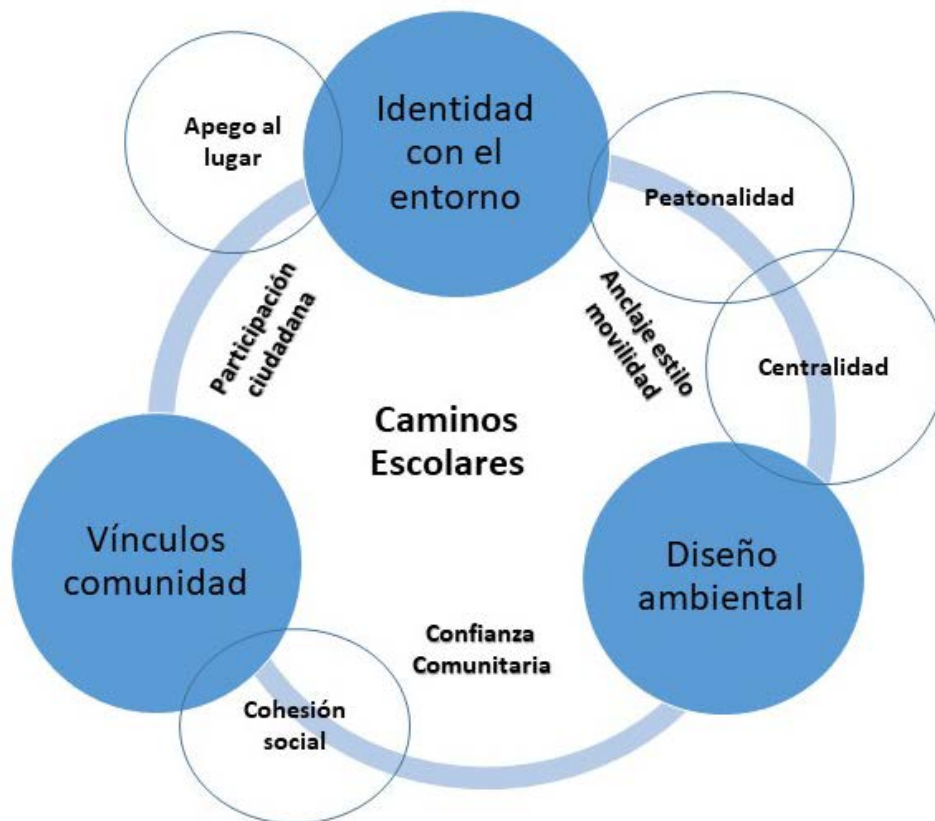 Identidad
con el
entorno
Apego al
lugar
Peatonalidad
Participación
ciudadana
Anclaje estilo
movilidad
Centralidad
Caminos
Escolares
Vínculos
comunidad
Diseño
ambiental
Confianza
Comunitaria
Cohesión
social